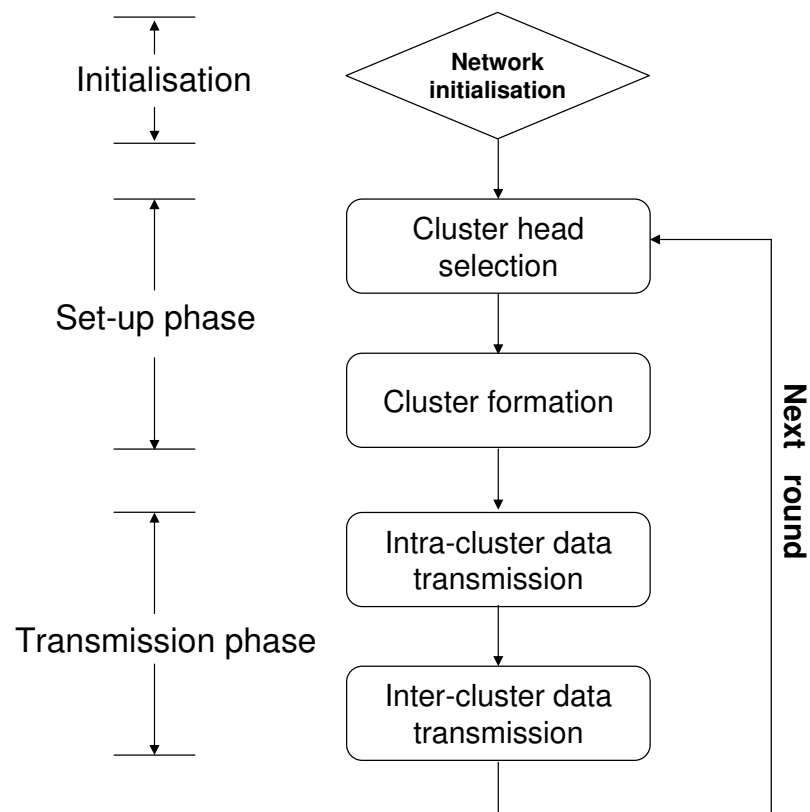 Initialisation
Network
initialisation
Set-up phase
Cluster head
selection
Cluster formation
Next round
Transmission phase
Intra-cluster data
transmission
Inter-cluster data
transmission